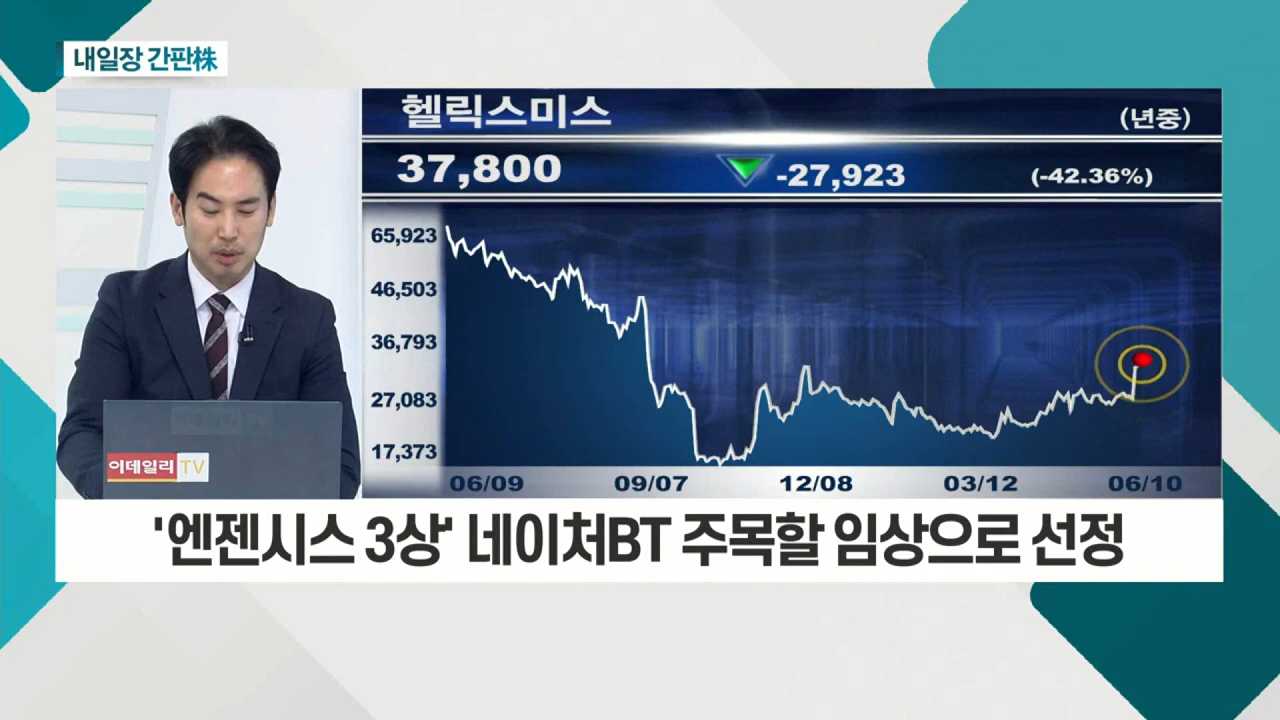 내일장 간판株
헬릭스미스
(년중)
37,800 -27,923 (-42.36%)
65,923
46,503
36,793
27,083
17,373
06/09 09/07 12/08 03/12 06/10
이데일리 TV
'엔젠시스 3상' 네이처BT 주목할 임상으로 선정